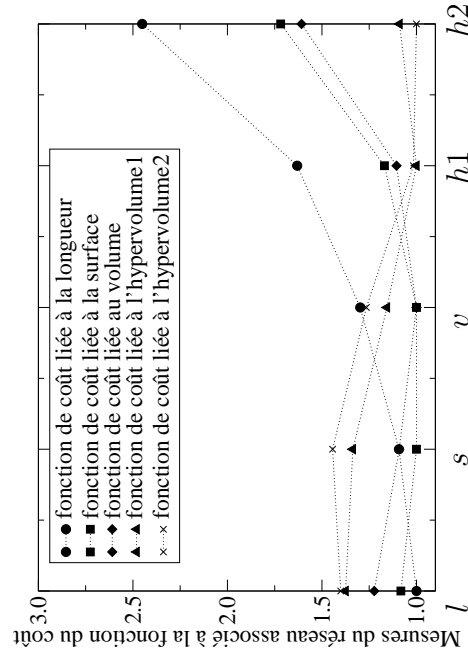 3.0
2.5
2.0
1.5
1.00
Mesures du réseau associé à la fonction du coût
fonction de coût liée à la longueur
fonction de coût liée à la surface
fonction de coût liée au volume
fonction de coût liée à l'hypervolume1
fonction de coût liée à l'hypervolume2
l
s
v
h1
h2